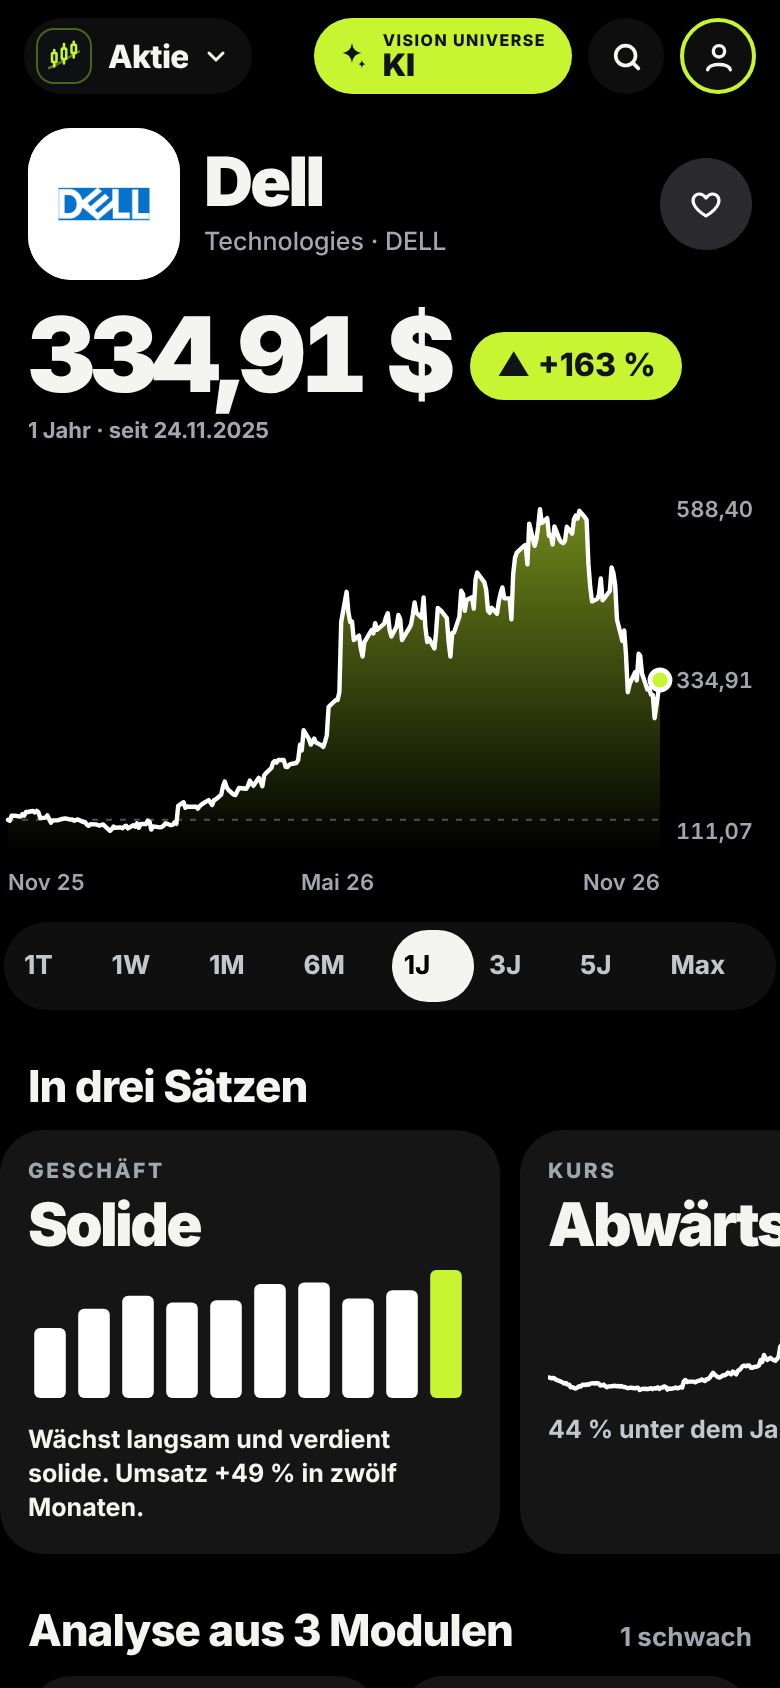 Aktie
VISION UNIVERSE
KI
DELL
Dell
Technologies · DELL
334,91 $
▲ +163 %
1 Jahr · seit 24.11.2025
588,40
334,91
111,07
Nov 25 Mai 26 Nov 26
1T 1W 1M 6M 1J 3J 5J Max
In drei Sätzen
GESCHÄFT
Solide
Wächst langsam und verdient
solide. Umsatz +49 % in zwölf
Monaten.
KURS
Abwärts
44 % unter dem Ja
Analyse aus 3 Modulen
1 schwach